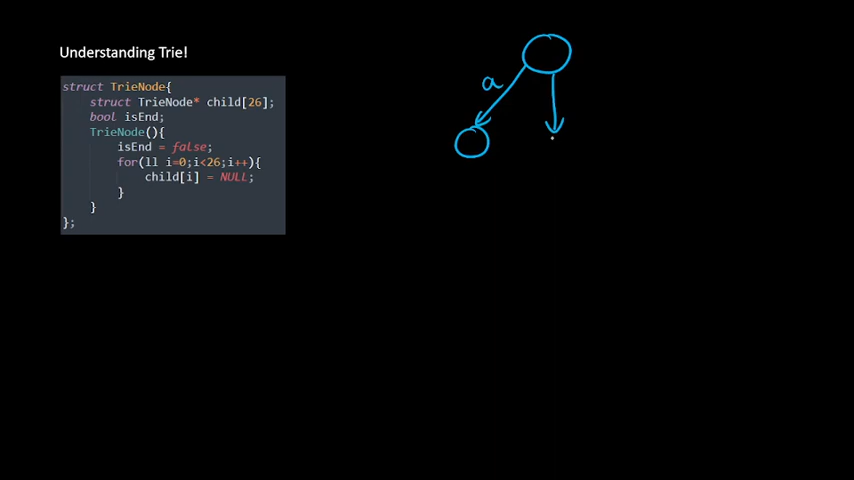 Understanding Trie!
struct TrieNode{
struct TrieNode* child[26];
bool isEnd;
TrieNode(){
isEnd = false;
for(ll i=0;i<26;i++){
child[i] = NULL;
}
}
};
a